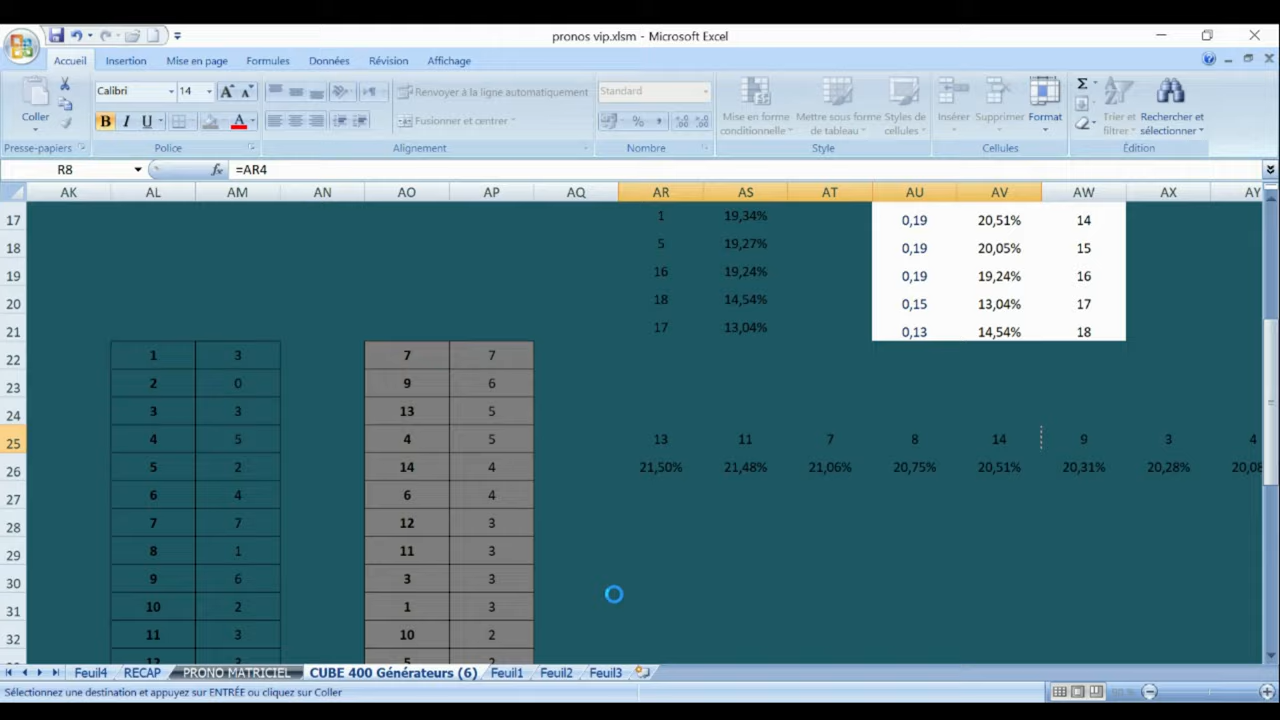 pronos vip.xlsm - Microsoft Excel
Accueil Insertion Mise en page Formules Données Révision Affichage
Calibri 14 Renvoyer à la ligne automatiquement Standard
Coller G I S Fusionner et centrer % Mise en forme conditionnelle Mettre sous forme de tableau Styles de cellules Insérer Supprimer Format Σ Trier et filtrer Rechercher et sélectionner
Presse-papiers Police Alignement Nombre Style Cellules Édition
R8 fx =AR4
AK AL AM AN AO AP AQ AR AS AT AU AV AW AX AY
17 1 19,34% 0,19 20,51% 14
18 5 19,27% 0,19 20,05% 15
19 16 19,24% 0,19 19,24% 16
20 18 14,54% 0,15 13,04% 17
21 17 13,04% 0,13 14,54% 18
22 1 3 7 7
23 2 0 9 6
24 3 3 13 5
25 4 5 4 5 13 11 7 8 14 9 3 4
26 5 2 14 4 21,50% 21,48% 21,06% 20,75% 20,51% 20,31% 20,28% 20,08
27 6 4 6 4
28 7 7 12 3
29 8 1 11 3
30 9 6 3 3
31 10 2 1 3
32 11 3 10 2
12 2 5 2
Feuil4 RECAP PRONO MATRICIEL CUBE 400 Générateurs (6) Feuil1 Feuil2 Feuil3
Sélectionnez une destination et appuyez sur ENTRÉE ou cliquez sur Coller